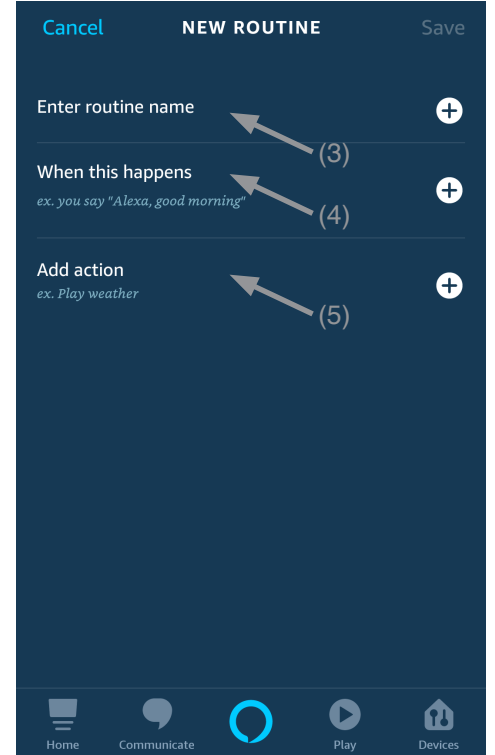 Cancel NEW ROUTINE Save
Enter routine name
(3)
When this happens
ex. you say "Alexa, good morning"
(4)
Add action
ex. Play weather
(5)
Home Communicate Play Devices